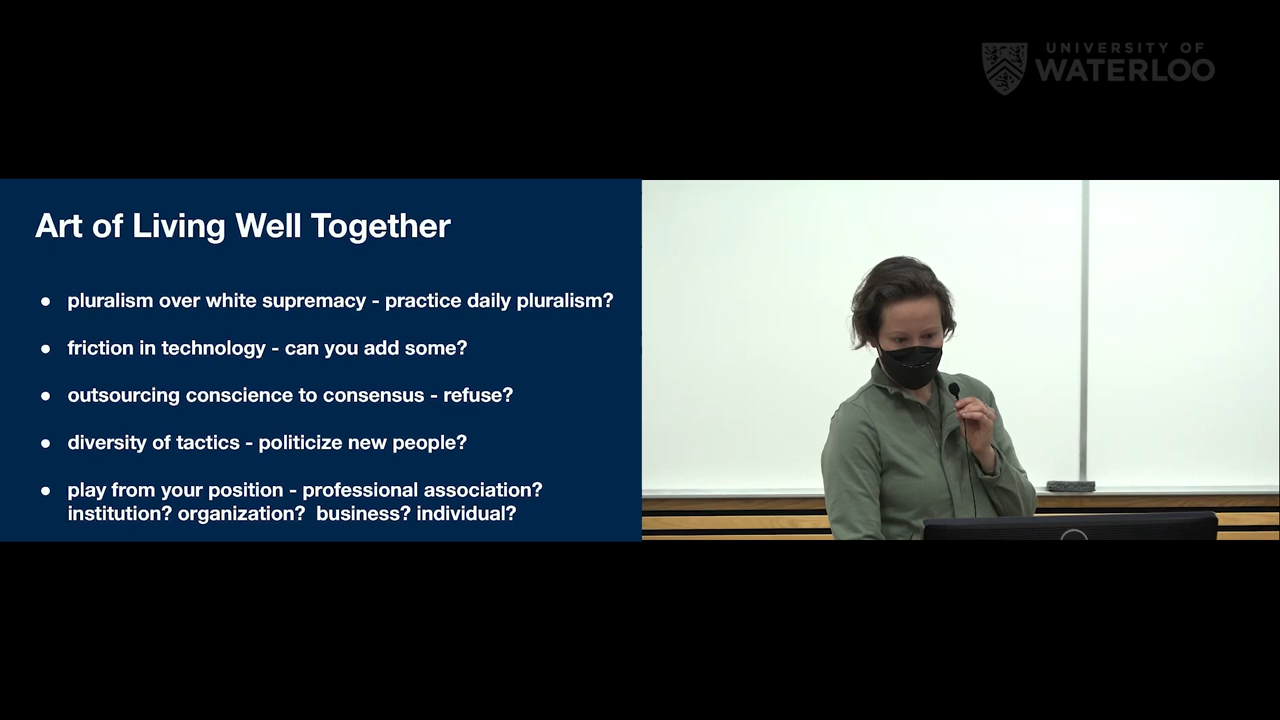 UNIVERSITY OF
WATERLOO
Art of Living Well Together
● pluralism over white supremacy - practice daily pluralism?
● friction in technology - can you add some?
● outsourcing conscience to consensus - refuse?
● diversity of tactics - politicize new people?
● play from your position - professional association?
institution? organization?  business? individual?